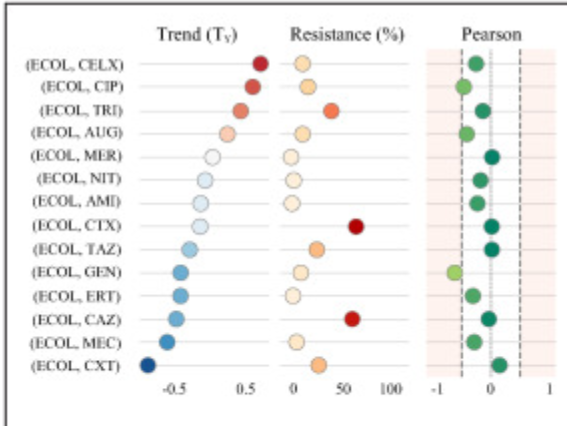 Trend (Tᵧ) Resistance (%) Pearson
(ECOL, CELX)
(ECOL, CIP)
(ECOL, TRI)
(ECOL, AUG)
(ECOL, MER)
(ECOL, NIT)
(ECOL, AMI)
(ECOL, CTX)
(ECOL, TAZ)
(ECOL, GEN)
(ECOL, ERT)
(ECOL, CAZ)
(ECOL, MEC)
(ECOL, CXT)
-0.5 0.5 0 50 100 -1 0 1